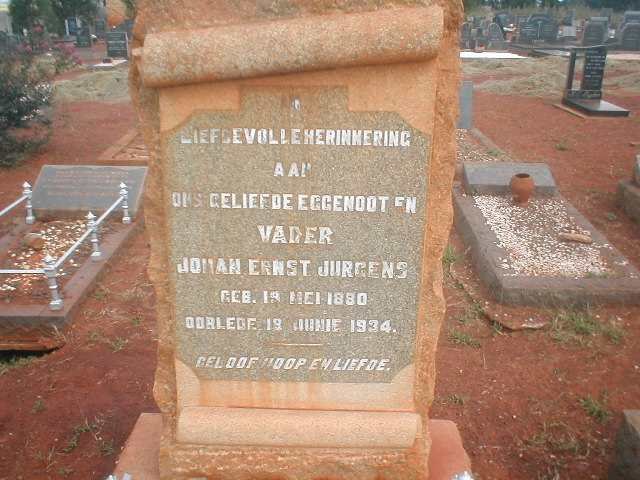 IN
LIEFDEVOLLE HERINNERING
AAN
ONS GELIEFDE EGGENOOT EN
VADER
JOHAN ERNST JURGENS
GEB. 19 MEI 1880
OORLEDE 19 JUNIE 1934.
GELOOF HOOP EN LIEFDE.